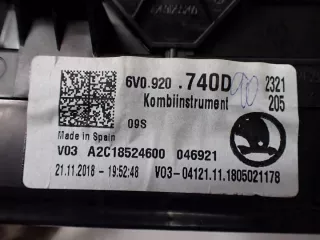 6V0.920 .740D 90 2321
Kombiinstrument 205
09S
Made in Spain
V03 A2C18524600 046921
21.11.2018 - 19:52:48 V03-04121.11.1805021178